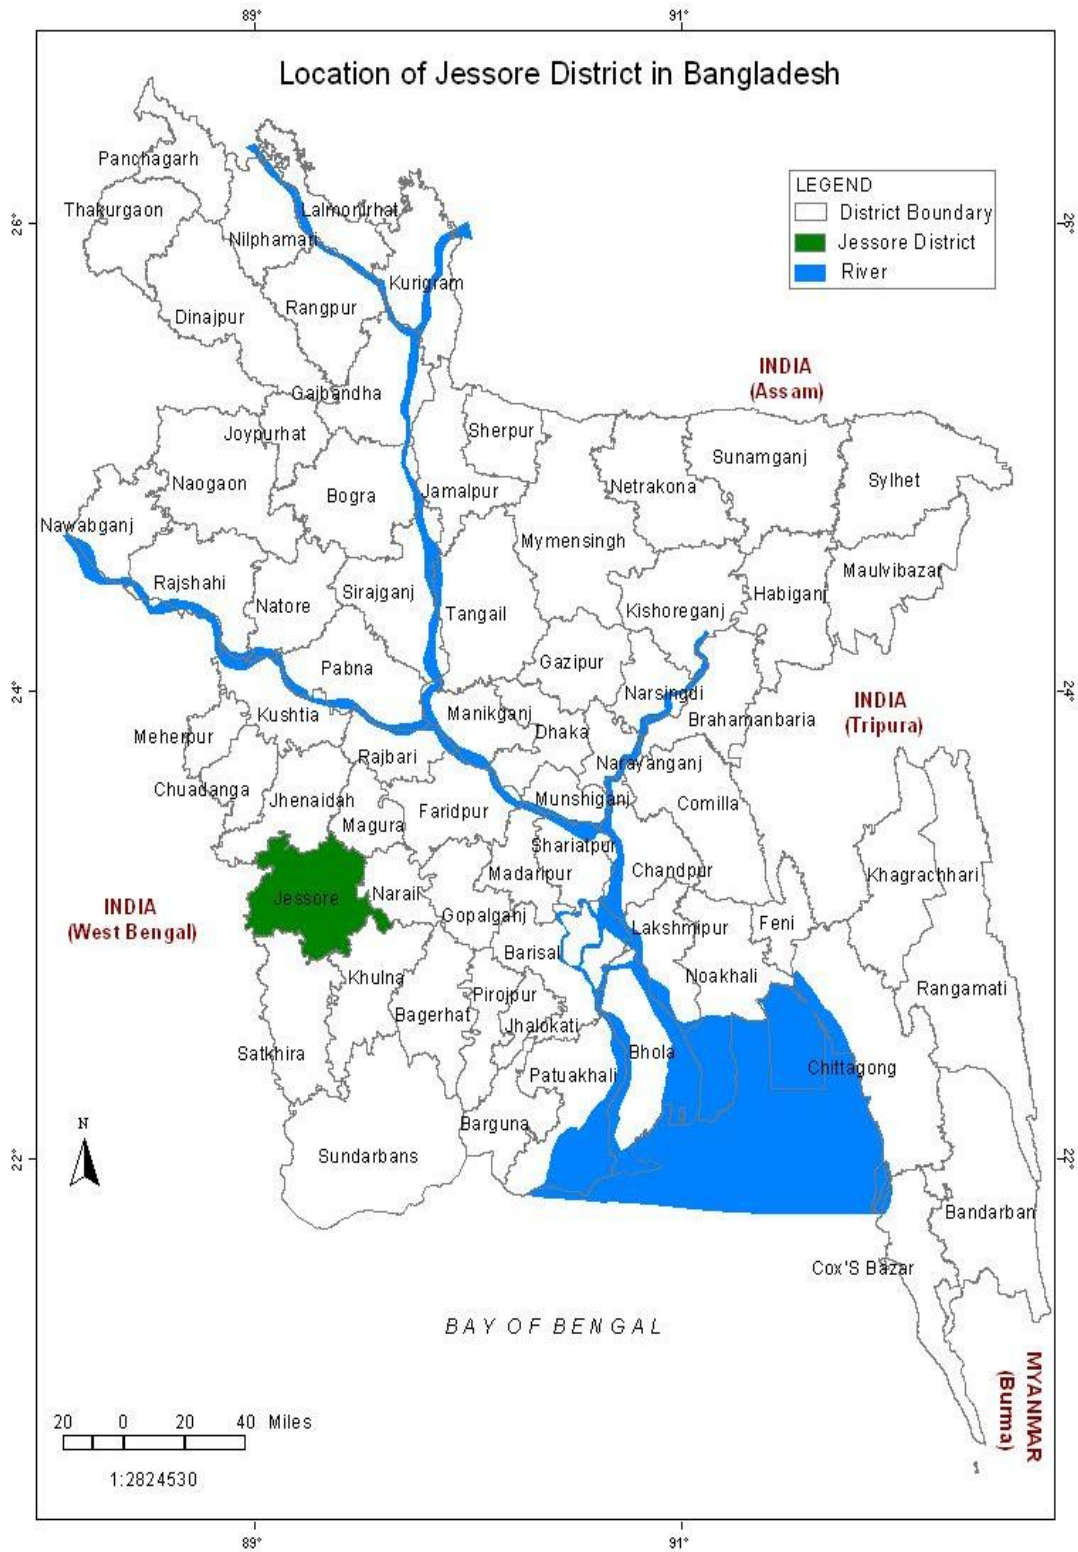 89°
91°
Location of Jessore District in Bangladesh
LEGEND
District Boundary
Jessore District
River
26°
26°
Panchagarh
Thakurgaon
Lalmonirhat
Nilphamari
Kurigram
Rangpur
Dinajpur
INDIA
(Assam)
Gaibandha
Joypurhat
Sherpur
Sunamganj
Naogaon
Bogra
Jamalpur
Netrakona
Sylhet
Nawabganj
Mymensingh
Rajshahi
Natore
Sirajganj
Tangail
Kishoreganj
Habiganj
Maulvibazar
Pabna
Gazipur
24°
24°
Narsingdi
INDIA
(Tripura)
Kushtia
Manikganj
Brahamanbaria
Meherpur
Dhaka
Rajbari
Narayanganj
Chuadanga
Jhenaidah
Munshiganj
Comilla
Magura
Faridpur
Shariatpur
Madaripur
Chandpur
Khagrachhari
Jessore
Narail
INDIA
(West Bengal)
Gopalganj
Lakshmipur
Feni
Barisal
Khulna
Noakhali
Pirojpur
Rangamati
Bagerhat
Jhalokati
Satkhira
Bhola
Chittagong
Patuakhali
Barguna
N
Sundarbans
22°
22°
Bandarban
Cox'S Bazar
BAY OF BENGAL
MYANMAR
(Burma)
20 0 20 40 Miles
1:2824530
89°
91°